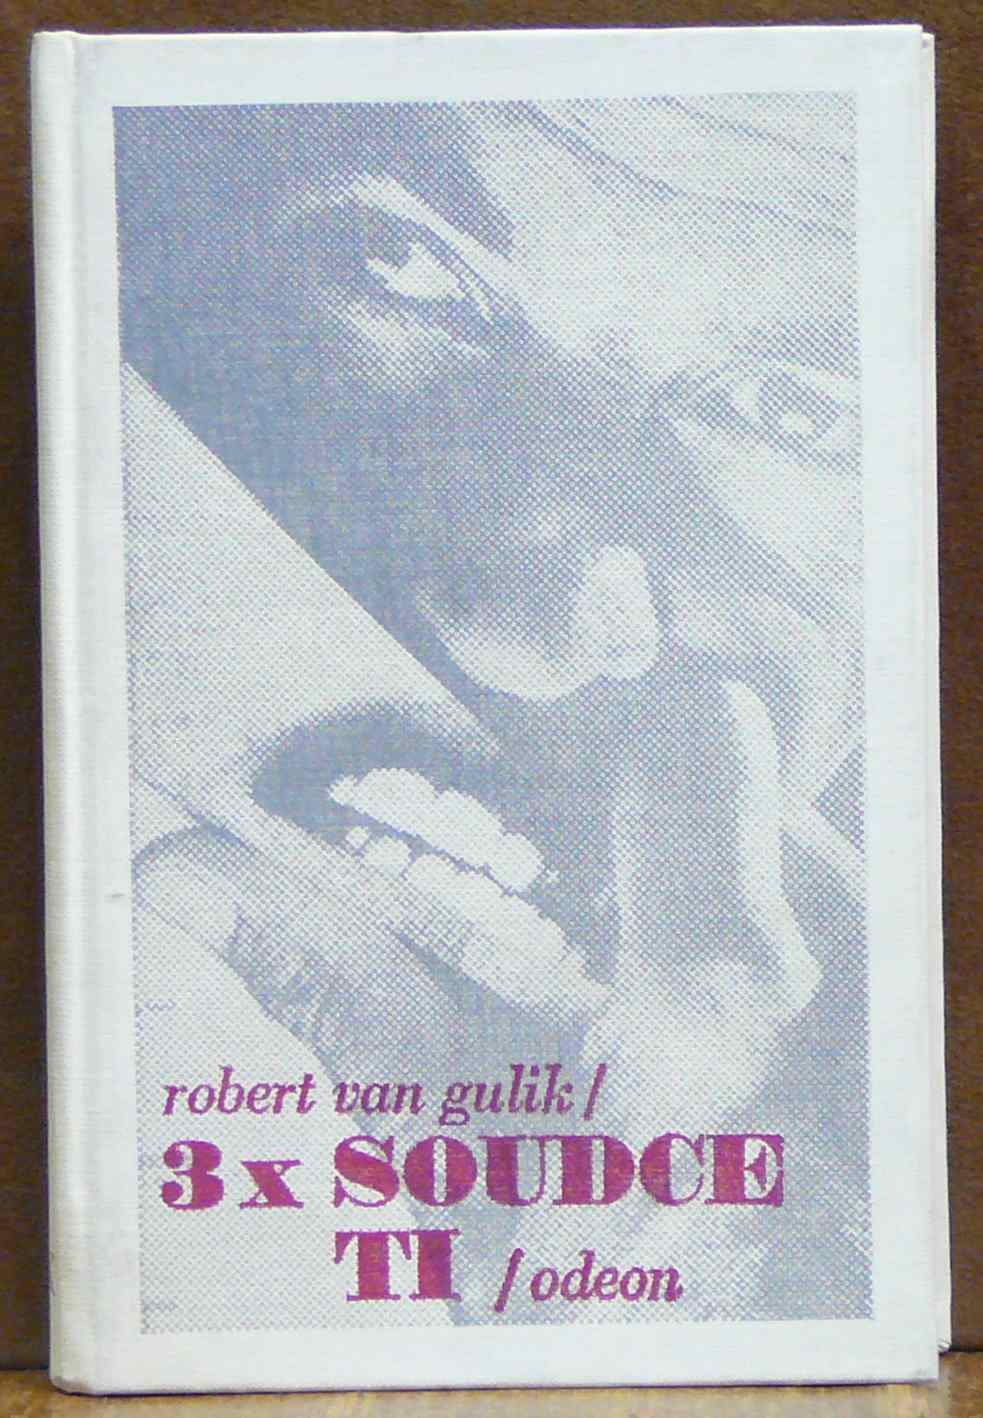 robert van gulik/
3 x SOUDCE
TI /odeon